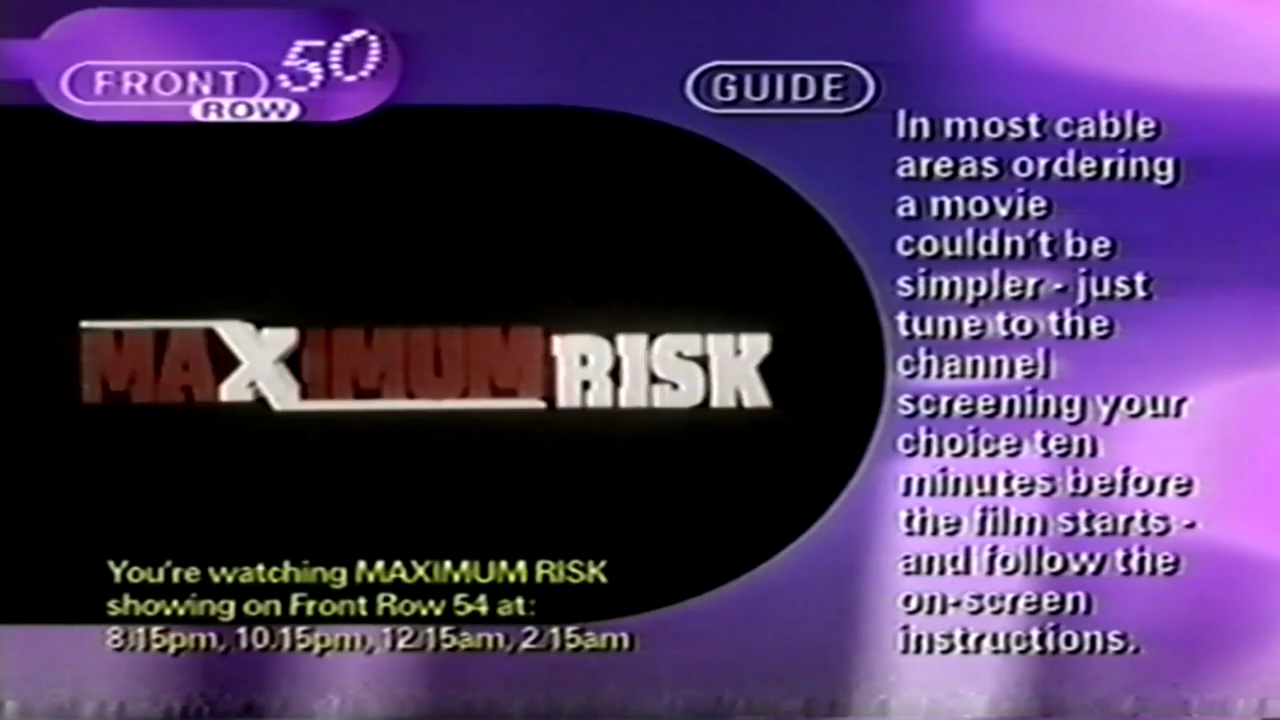 FRONT
ROW
50
GUIDE
In most cable
areas ordering
a movie
couldn't be
simpler - just
tune to the
channel
screening your
choice ten
minutes before
the film starts -
and follow the
on-screen
instructions.
MAXIMUM RISK
You're watching MAXIMUM RISK
showing on Front Row 54 at:
8.15pm, 10.15pm, 12.15am, 2.15am